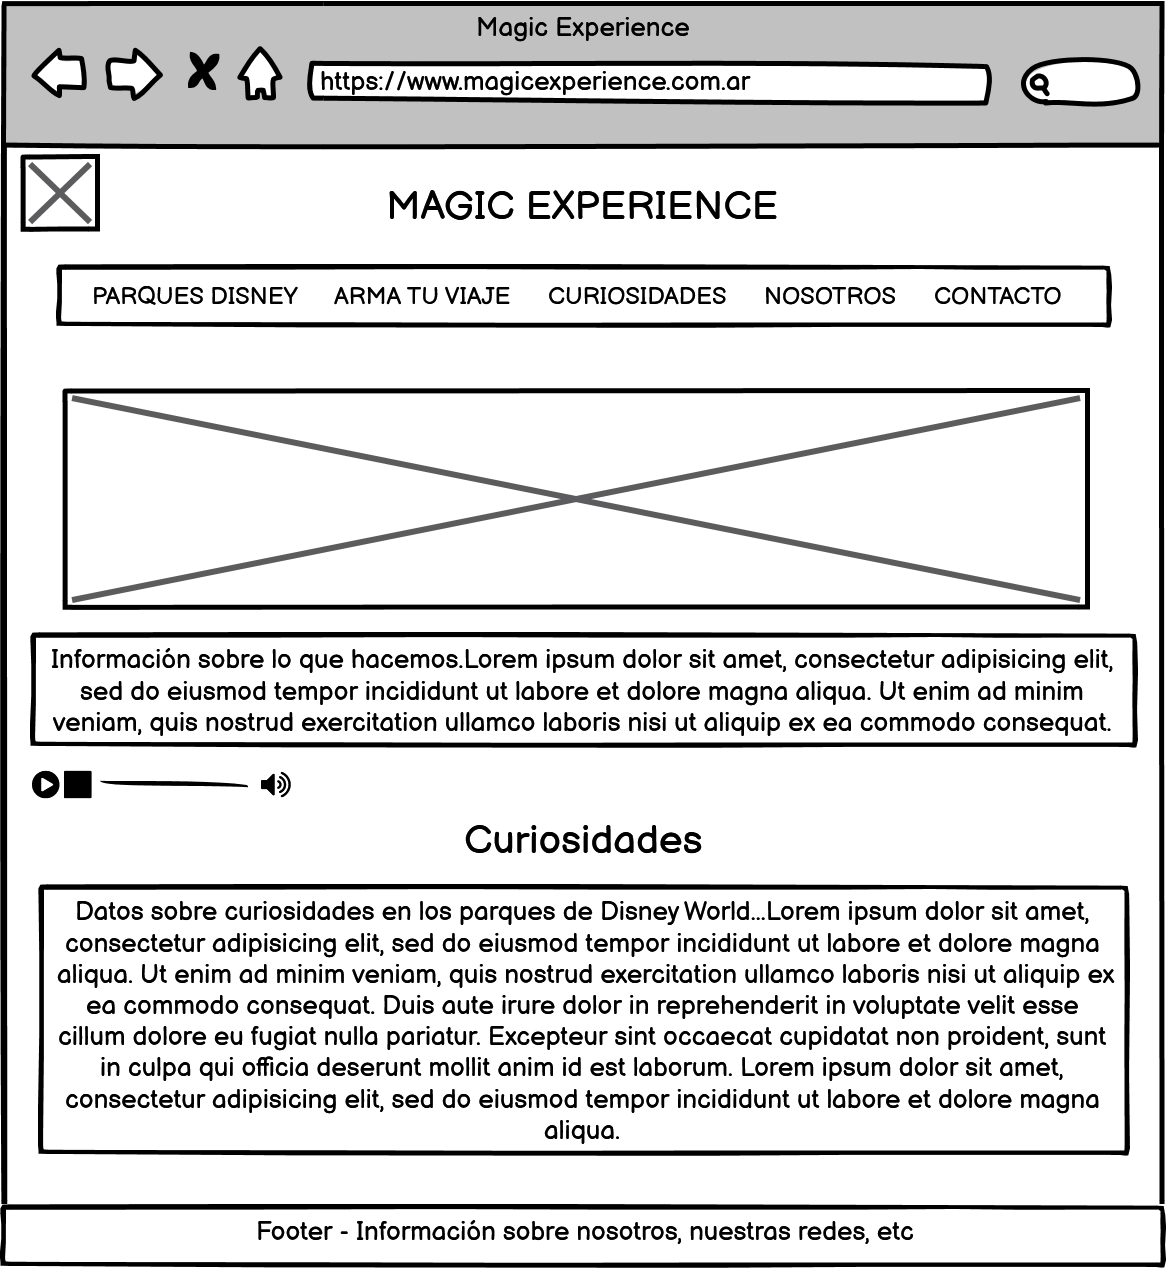 Magic Experience
https://www.magicexperience.com.ar
MAGIC EXPERIENCE
PARQUES DISNEY ARMA TU VIAJE CURIOSIDADES NOSOTROS CONTACTO
Información sobre lo que hacemos.Lorem ipsum dolor sit amet, consectetur adipisicing elit,
sed do eiusmod tempor incididunt ut labore et dolore magna aliqua. Ut enim ad minim
veniam, quis nostrud exercitation ullamco laboris nisi ut aliquip ex ea commodo consequat.
Curiosidades
Datos sobre curiosidades en los parques de Disney World...Lorem ipsum dolor sit amet,
consectetur adipisicing elit, sed do eiusmod tempor incididunt ut labore et dolore magna
aliqua. Ut enim ad minim veniam, quis nostrud exercitation ullamco laboris nisi ut aliquip ex
ea commodo consequat. Duis aute irure dolor in reprehenderit in voluptate velit esse
cillum dolore eu fugiat nulla pariatur. Excepteur sint occaecat cupidatat non proident, sunt
in culpa qui officia deserunt mollit anim id est laborum. Lorem ipsum dolor sit amet,
consectetur adipisicing elit, sed do eiusmod tempor incididunt ut labore et dolore magna
aliqua.
Footer - Información sobre nosotros, nuestras redes, etc